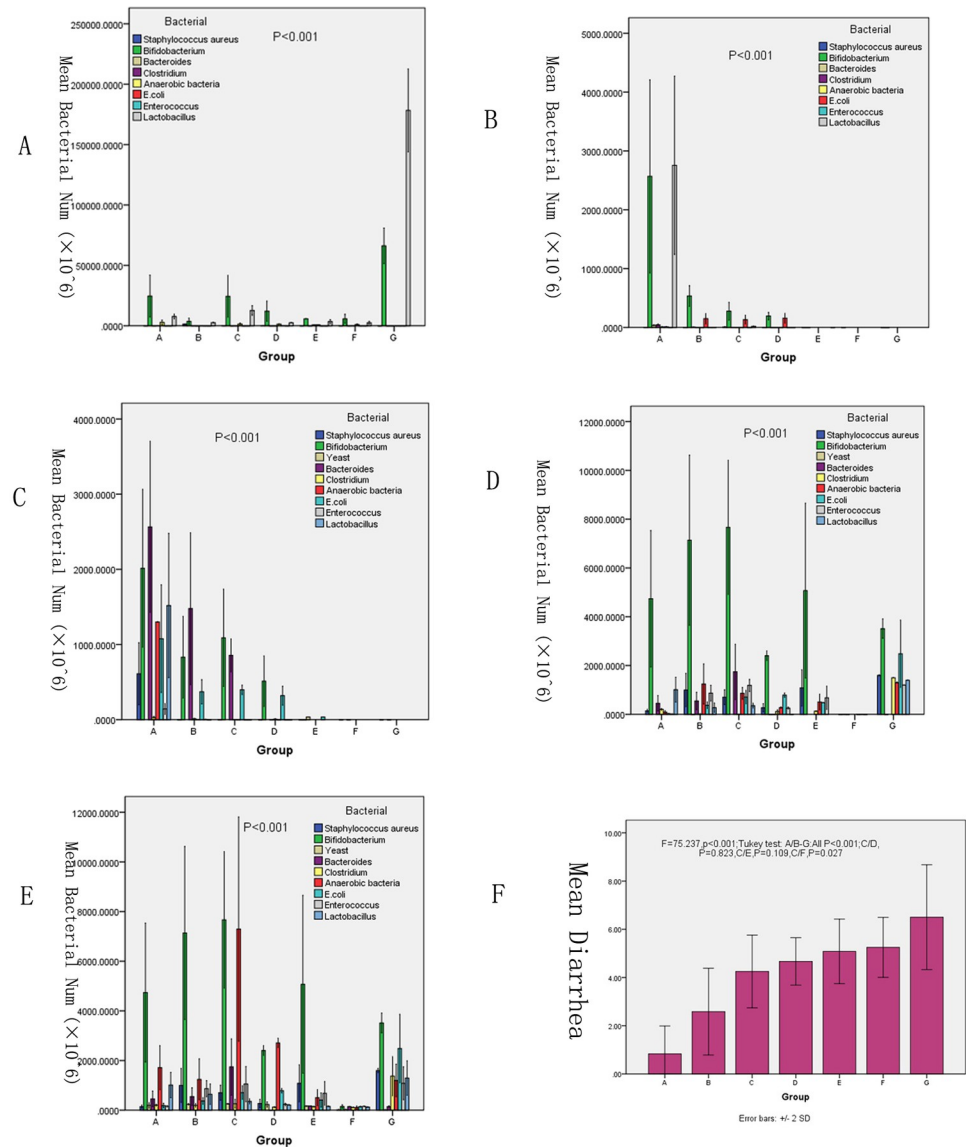 A
Mean Bacterial Num (×10^6)
250000.0000
200000.0000
150000.0000
100000.0000
50000.0000
.0000
Bacterial
Staphylococcus aureus
Bifidobacterium
Bacteroides
Clostridium
Anaerobic bacteria
E.coli
Enterococcus
Lactobacillus
P<0.001
A B C D E F G
Group
B
Mean Bacterial Num (×10^6)
5000.0000
4000.0000
3000.0000
2000.0000
1000.0000
.0000
Bacterial
Staphylococcus aureus
Bifidobacterium
Bacteroides
Clostridium
Anaerobic bacteria
E.coli
Enterococcus
Lactobacillus
P<0.001
A B C D E F G
Group
C
Mean Bacterial Num (×10^6)
4000.0000
3000.0000
2000.0000
1000.0000
.0000
Bacterial
Staphylococcus aureus
Bifidobacterium
Yeast
Bacteroides
Clostridium
Anaerobic bacteria
E.coli
Enterococcus
Lactobacillus
P<0.001
A B C D E F G
Group
D
Mean Bacterial Num (×10^6)
12000.0000
10000.0000
8000.0000
6000.0000
4000.0000
2000.0000
.0000
Bacterial
Staphylococcus aureus
Bifidobacterium
Yeast
Bacteroides
Clostridium
Anaerobic bacteria
E.coli
Enterococcus
Lactobacillus
P<0.001
A B C D E F G
Group
E
Mean Bacterial Num (×10^6)
12000.0000
10000.0000
8000.0000
6000.0000
4000.0000
2000.0000
.0000
Bacterial
Staphylococcus aureus
Bifidobacterium
Yeast
Bacteroides
Clostridium
Anaerobic bacteria
E.coli
Enterococcus
Lactobacillus
P<0.001
A B C D E F G
Group
F
Mean Diarrhea
10.00
8.00
6.00
4.00
2.00
.00
F=75.237,p<0.001;Tukey test: A/B-G:All P<0.001;C/D,
P=0.823,C/E,P=0.109,C/F,P=0.027
A B C D E F G
Group
Error bars: +/- 2 SD